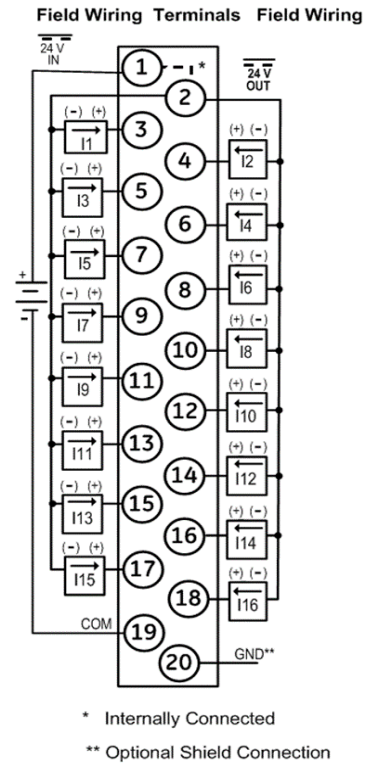 Field Wiring Terminals Field Wiring
24 V
IN
24 V
OUT
1
*
2
(-) (+)
I1
3
4
(+) (-)
I2
(-) (+)
I3
5
6
(+) (-)
I4
(-) (+)
I5
7
8
(+) (-)
I6
+
-
(-) (+)
I7
9
10
(+) (-)
I8
(-) (+)
I9
11
12
(+) (-)
I10
(-) (+)
I11
13
14
(+) (-)
I12
(-) (+)
I13
15
16
(+) (-)
I14
(-) (+)
I15
17
18
(+) (-)
I16
COM
19
20
GND**
* Internally Connected
** Optional Shield Connection